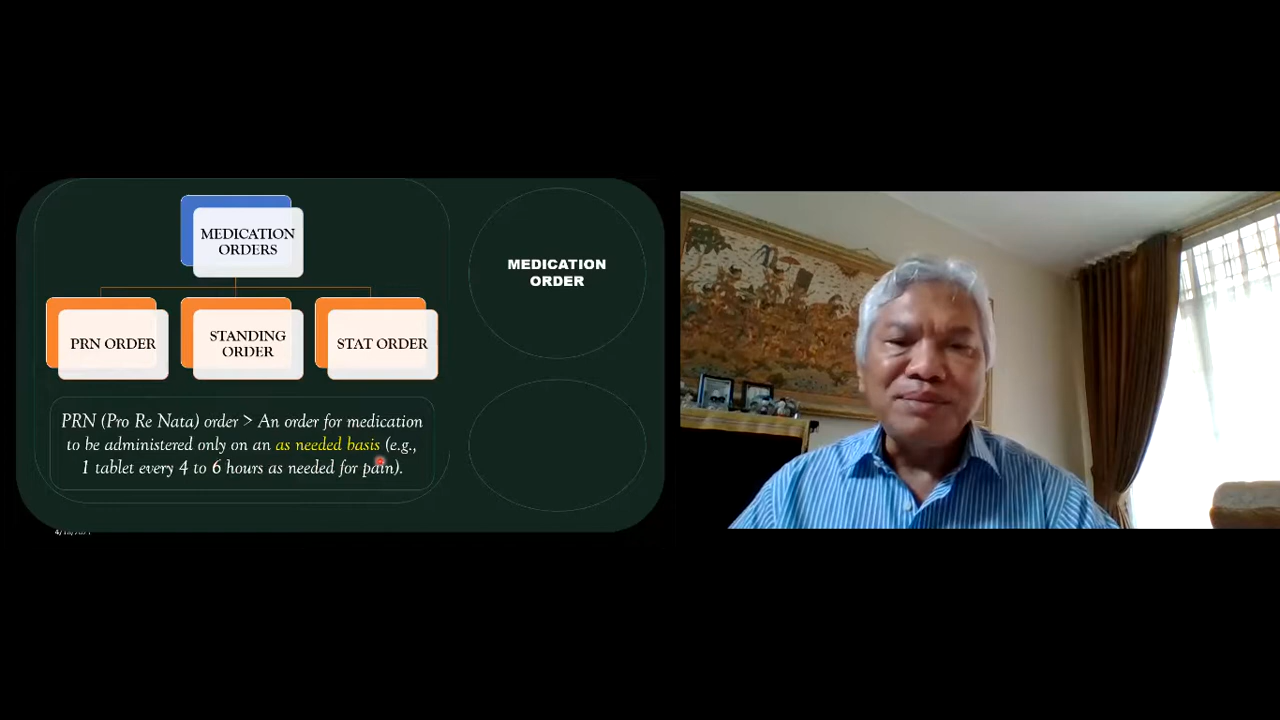 MEDICATION
ORDERS
PRN ORDER
STANDING
ORDER
STAT ORDER
PRN (Pro Re Nata) order > An order for medication
to be administered only on an as needed basis (e.g.,
1 tablet every 4 to 6 hours as needed for pain).
MEDICATION
ORDER